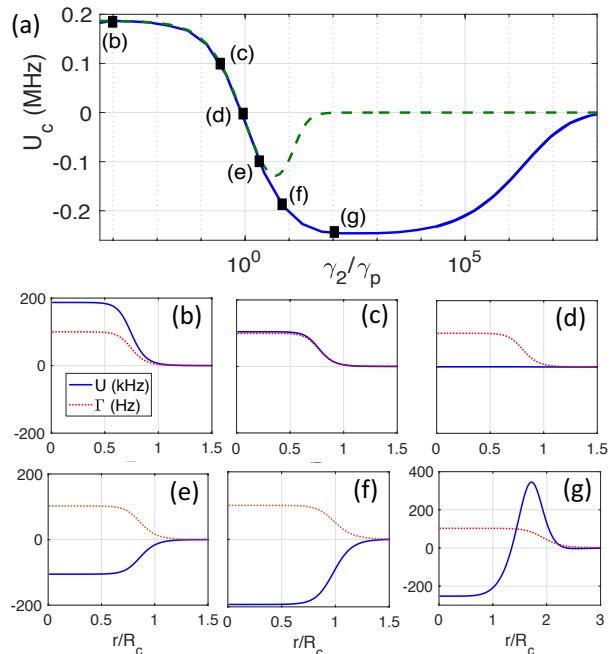 (a)
U_c (MHz)
0.1
0
-0.1
-0.2
(b)
(c)
(d)
(e)
(f)
(g)
10^0
γ_2/γ_p
10^5
200
0
-200
(b)
U (kHz)
Γ (Hz)
0 0.5 1 1.5
(c)
0 0.5 1 1.5
(d)
0 0.5 1 1.5
200
100
0
-100
-200
(e)
0 0.5 1 1.5
r/R_c
(f)
0 0.5 1 1.5
r/R_c
400
200
0
-200
(g)
0 1 2 3
r/R_c